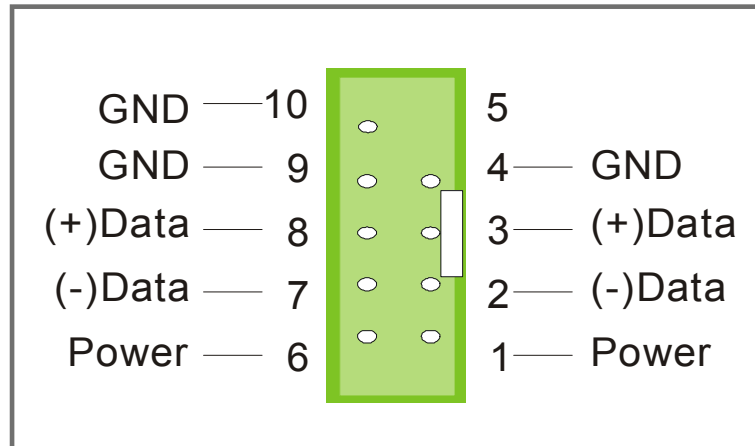 GND 10 5
GND 9 4 GND
(+)Data 8 3 (+)Data
(-)Data 7 2 (-)Data
Power 6 1 Power